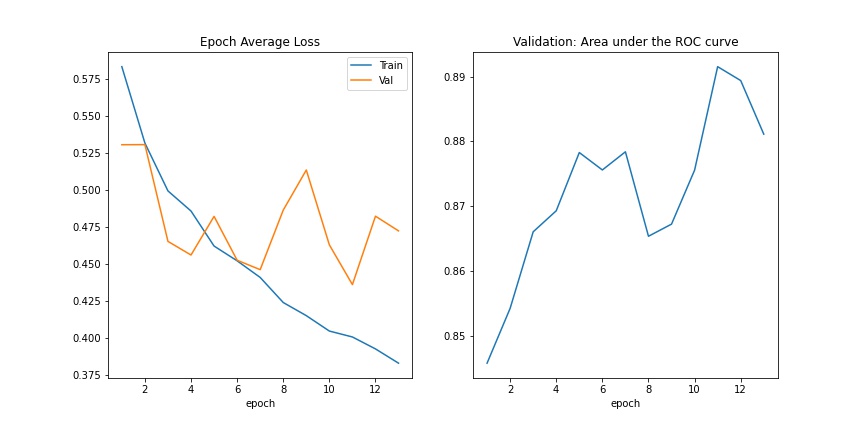 Epoch Average Loss
Train
Val
0.575
0.550
0.525
0.500
0.475
0.450
0.425
0.400
0.375
2 4 6 8 10 12
epoch
Validation: Area under the ROC curve
0.89
0.88
0.87
0.86
0.85
2 4 6 8 10 12
epoch